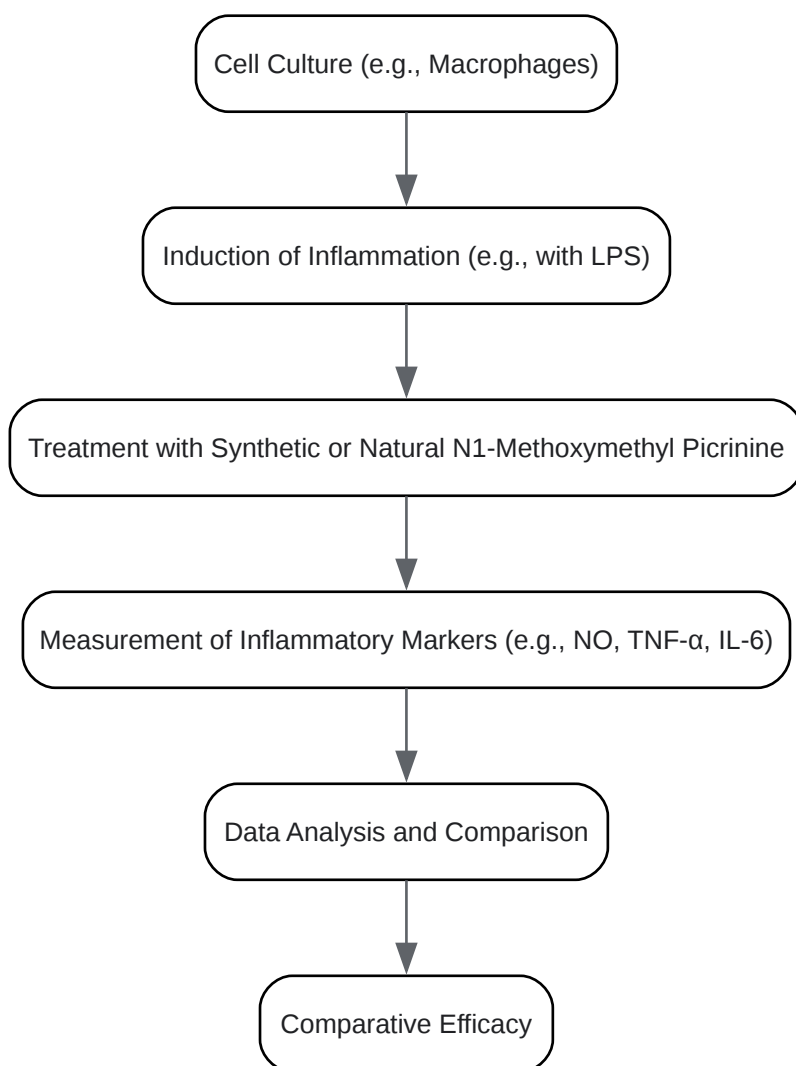 Cell Culture (e.g., Macrophages)
Induction of Inflammation (e.g., with LPS)
Treatment with Synthetic or Natural N1-Methoxymethyl Picrinine
Measurement of Inflammatory Markers (e.g., NO, TNF-α, IL-6)
Data Analysis and Comparison
Comparative Efficacy